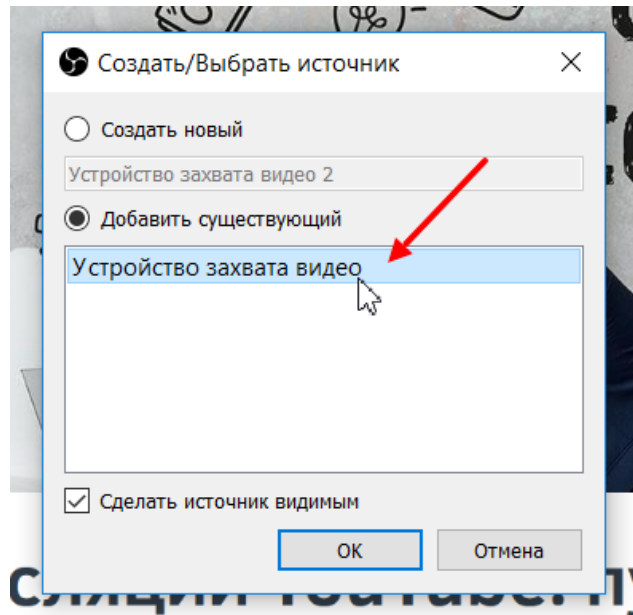 Создать/Выбрать источник
Создать новый
Устройство захвата видео 2
Добавить существующий
Устройство захвата видео
Сделать источник видимым
OK
Отмена